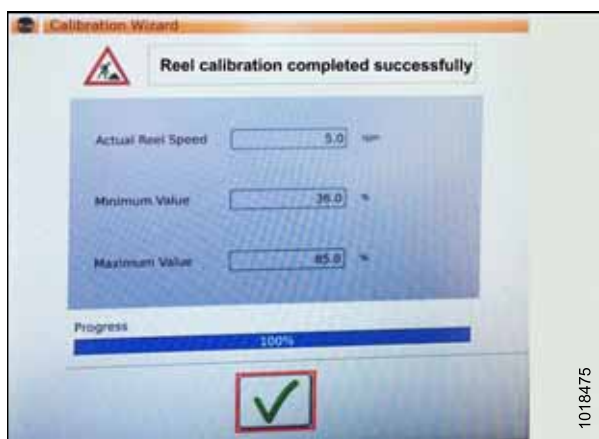 Calibration Wizard
Reel calibration completed successfully
Actual Reel Speed 5.0 rpm
Minimum Value 36.0 %
Maximum Value 85.0 %
Progress
100%
1018475